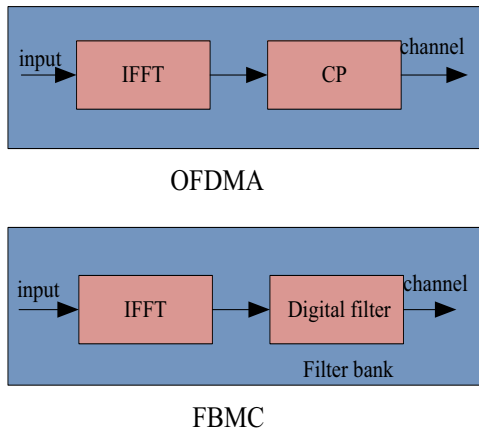 channel
input
IFFT
CP
OFDMA
channel
input
IFFT
Digital filter
Filter bank
FBMC